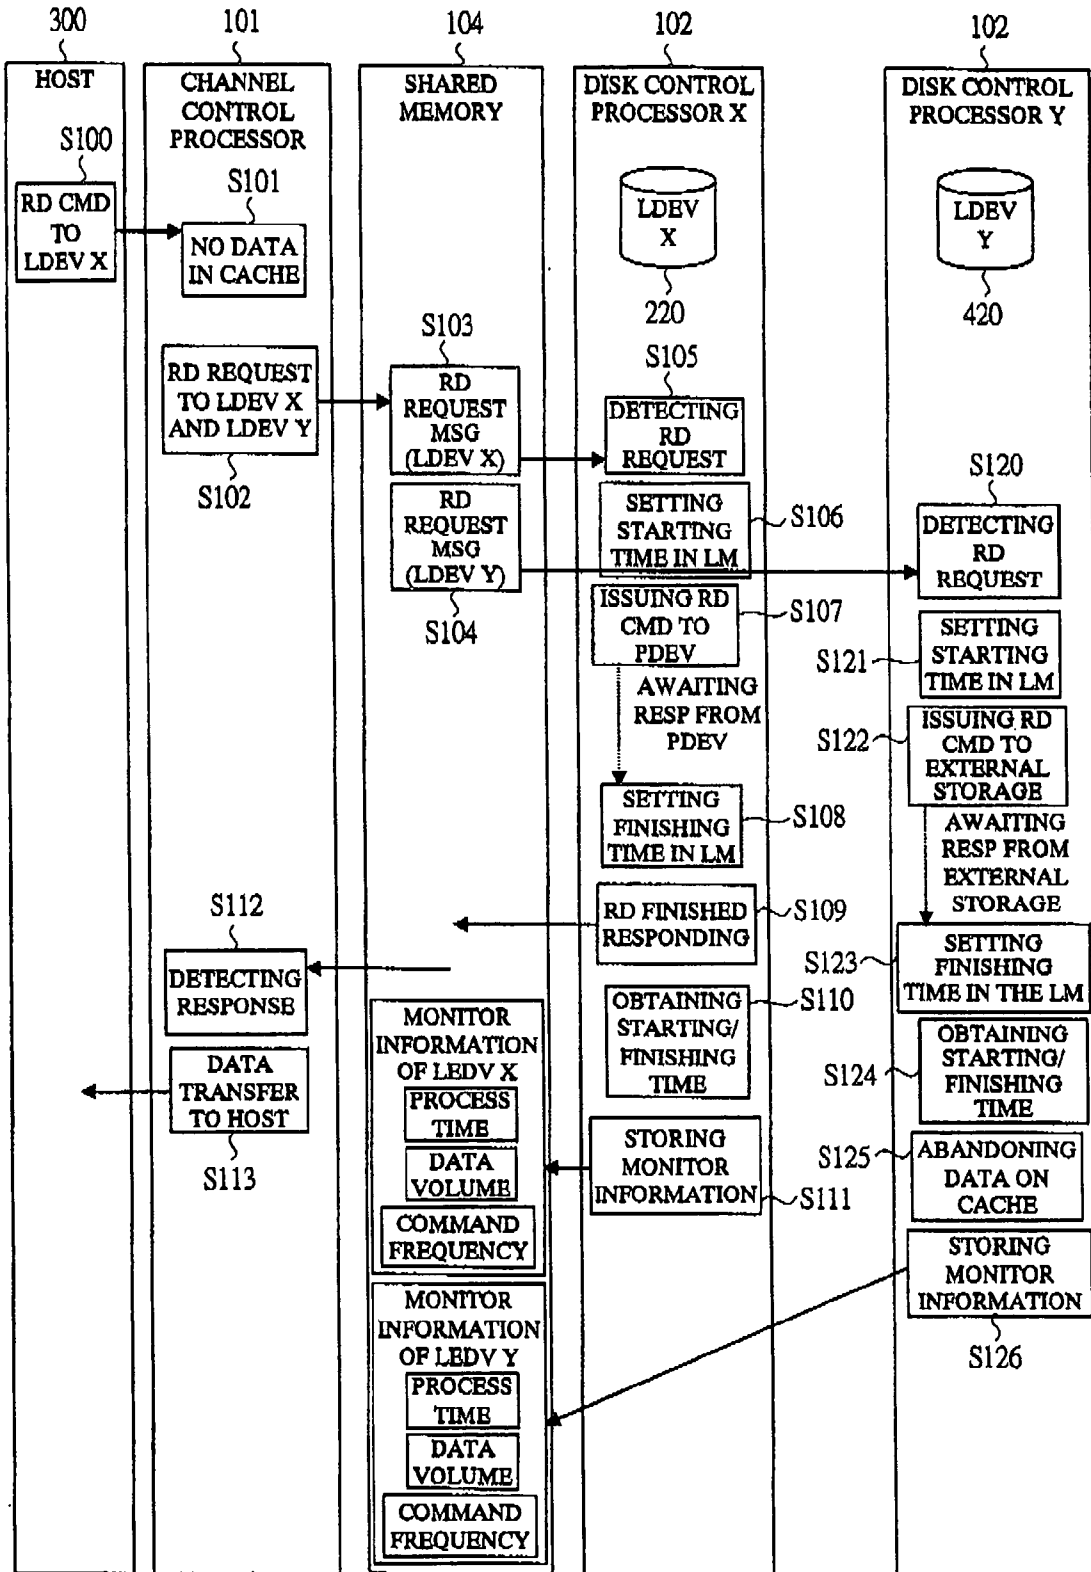 300
101
104
102
102
HOST
CHANNEL
CONTROL
PROCESSOR
SHARED
MEMORY
DISK CONTROL
PROCESSOR X
DISK CONTROL
PROCESSOR Y
S100
RD CMD
TO
LDEV X
S101
NO DATA
IN CACHE
LDEV
X
220
LDEV
Y
420
RD REQUEST
TO LDEV X
AND LDEV Y
S102
S103
RD
REQUEST
MSG
(LDEV X)
RD
REQUEST
MSG
(LDEV Y)
S104
S105
DETECTING
RD
REQUEST
SETTING
STARTING
TIME IN LM
S106
ISSUING RD
CMD TO
PDEV
S107
AWAITING
RESP FROM
PDEV
SETTING
FINISHING
TIME IN LM
S108
RD FINISHED
RESPONDING
S109
OBTAINING
STARTING/
FINISHING
TIME
S110
STORING
MONITOR
INFORMATION
S111
S120
DETECTING
RD
REQUEST
S121
SETTING
STARTING
TIME IN LM
S122
ISSUING RD
CMD TO
EXTERNAL
STORAGE
AWAITING
RESP FROM
EXTERNAL
STORAGE
S123
SETTING
FINISHING
TIME IN THE LM
S124
OBTAINING
STARTING/
FINISHING
TIME
S125
ABANDONING
DATA ON
CACHE
STORING
MONITOR
INFORMATION
S126
S112
DETECTING
RESPONSE
DATA
TRANSFER
TO HOST
S113
MONITOR
INFORMATION
OF LEDV X
PROCESS
TIME
DATA
VOLUME
COMMAND
FREQUENCY
MONITOR
INFORMATION
OF LEDV Y
PROCESS
TIME
DATA
VOLUME
COMMAND
FREQUENCY